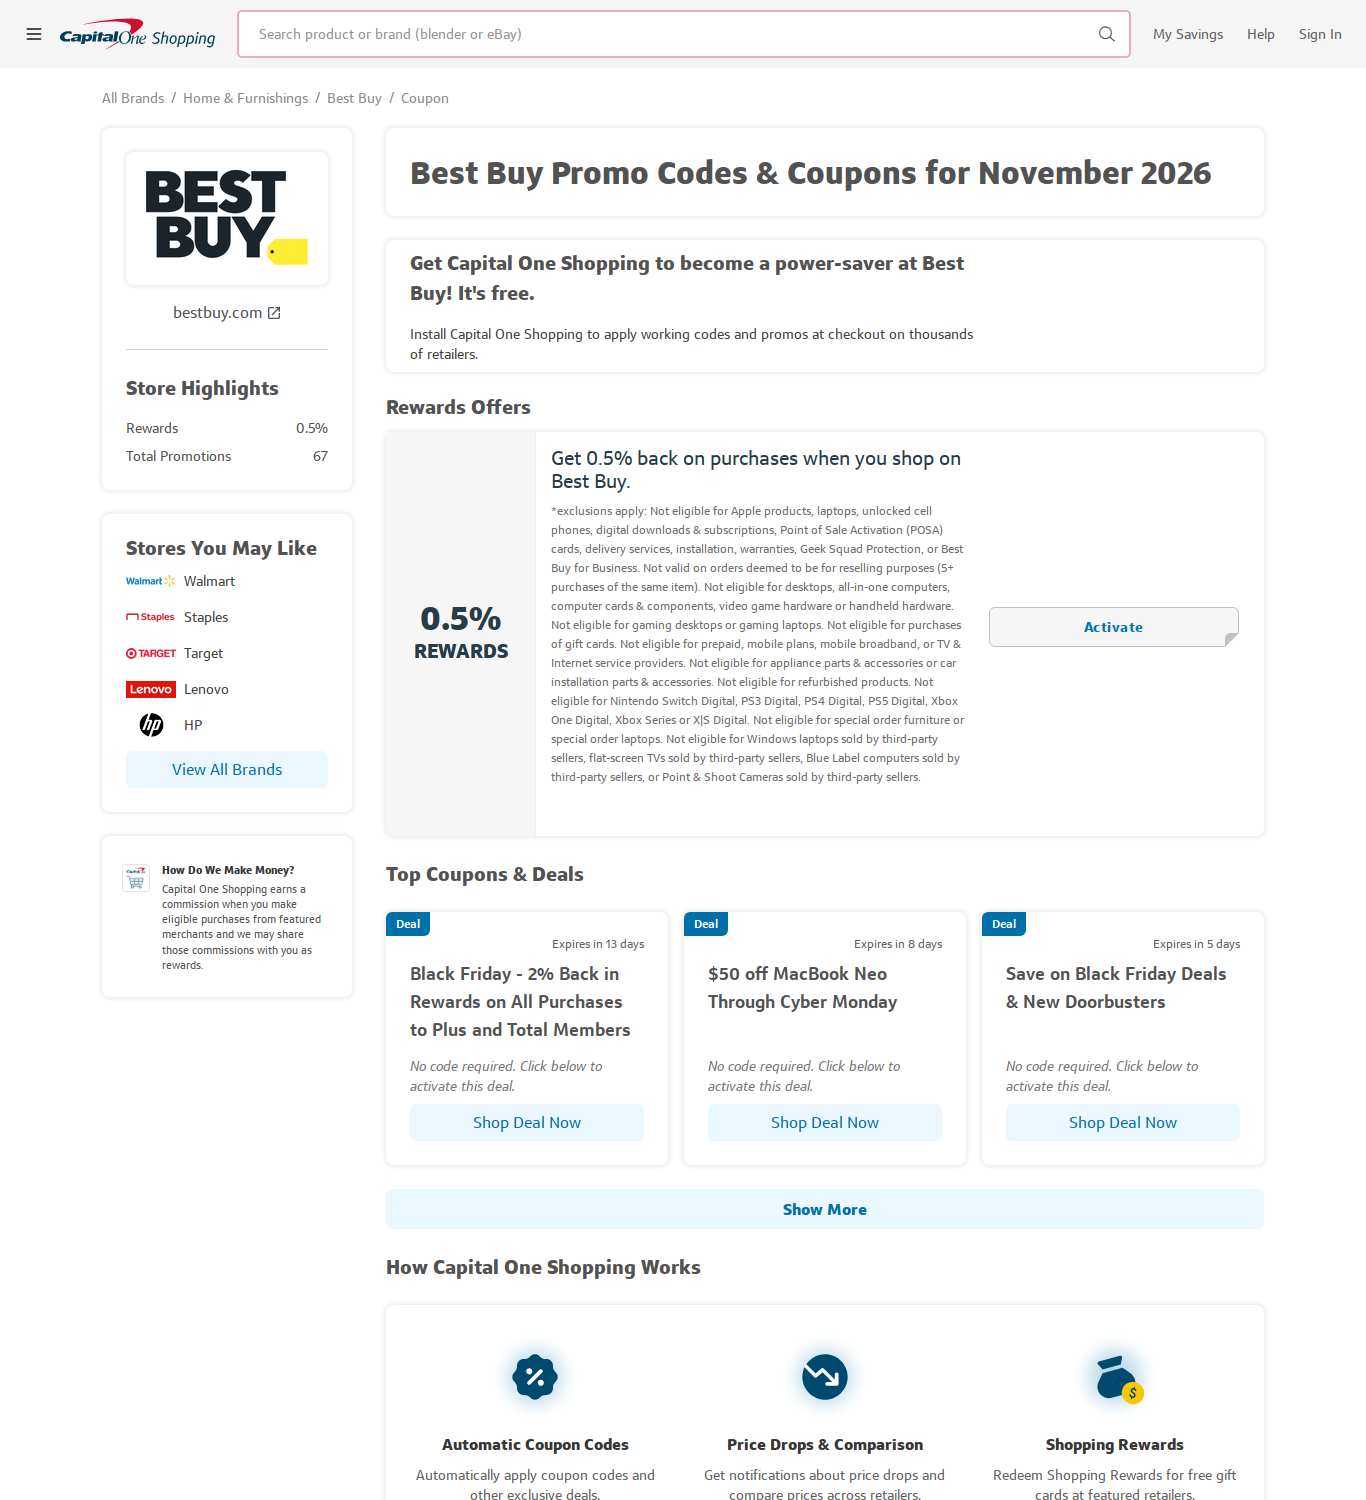 CapitalOne Shopping
Search product or brand (blender or eBay)
My Savings
Help
Sign In
All Brands / Home & Furnishings / Best Buy / Coupon
BEST
BUY
bestbuy.com
Store Highlights
Rewards 0.5%
Total Promotions 67
Stores You May Like
Walmart Walmart
Staples Staples
TARGET Target
Lenovo Lenovo
hp HP
View All Brands
How Do We Make Money?
Capital One Shopping earns a
commission when you make
eligible purchases from featured
merchants and we may share
those commissions with you as
rewards.
Best Buy Promo Codes & Coupons for November 2026
Get Capital One Shopping to become a power-saver at Best
Buy! It's free.
Install Capital One Shopping to apply working codes and promos at checkout on thousands
of retailers.
Rewards Offers
0.5%
REWARDS
Get 0.5% back on purchases when you shop on
Best Buy.
*exclusions apply: Not eligible for Apple products, laptops, unlocked cell
phones, digital downloads & subscriptions, Point of Sale Activation (POSA)
cards, delivery services, installation, warranties, Geek Squad Protection, or Best
Buy for Business. Not valid on orders deemed to be for reselling purposes (5+
purchases of the same item). Not eligible for desktops, all-in-one computers,
computer cards & components, video game hardware or handheld hardware.
Not eligible for gaming desktops or gaming laptops. Not eligible for purchases
of gift cards. Not eligible for prepaid, mobile plans, mobile broadband, or TV &
Internet service providers. Not eligible for appliance parts & accessories or car
installation parts & accessories. Not eligible for refurbished products. Not
eligible for Nintendo Switch Digital, PS3 Digital, PS4 Digital, PS5 Digital, Xbox
One Digital, Xbox Series or X|S Digital. Not eligible for special order furniture or
special order laptops. Not eligible for Windows laptops sold by third-party
sellers, flat-screen TVs sold by third-party sellers, Blue Label computers sold by
third-party sellers, or Point & Shoot Cameras sold by third-party sellers.
Activate
Top Coupons & Deals
Deal
Expires in 13 days
Black Friday - 2% Back in
Rewards on All Purchases
to Plus and Total Members
No code required. Click below to
activate this deal.
Shop Deal Now
Deal
Expires in 8 days
$50 off MacBook Neo
Through Cyber Monday
No code required. Click below to
activate this deal.
Shop Deal Now
Deal
Expires in 5 days
Save on Black Friday Deals
& New Doorbusters
No code required. Click below to
activate this deal.
Shop Deal Now
Show More
How Capital One Shopping Works
Automatic Coupon Codes
Automatically apply coupon codes and
other exclusive deals.
Price Drops & Comparison
Get notifications about price drops and
compare prices across retailers.
Shopping Rewards
Redeem Shopping Rewards for free gift
cards at featured retailers.